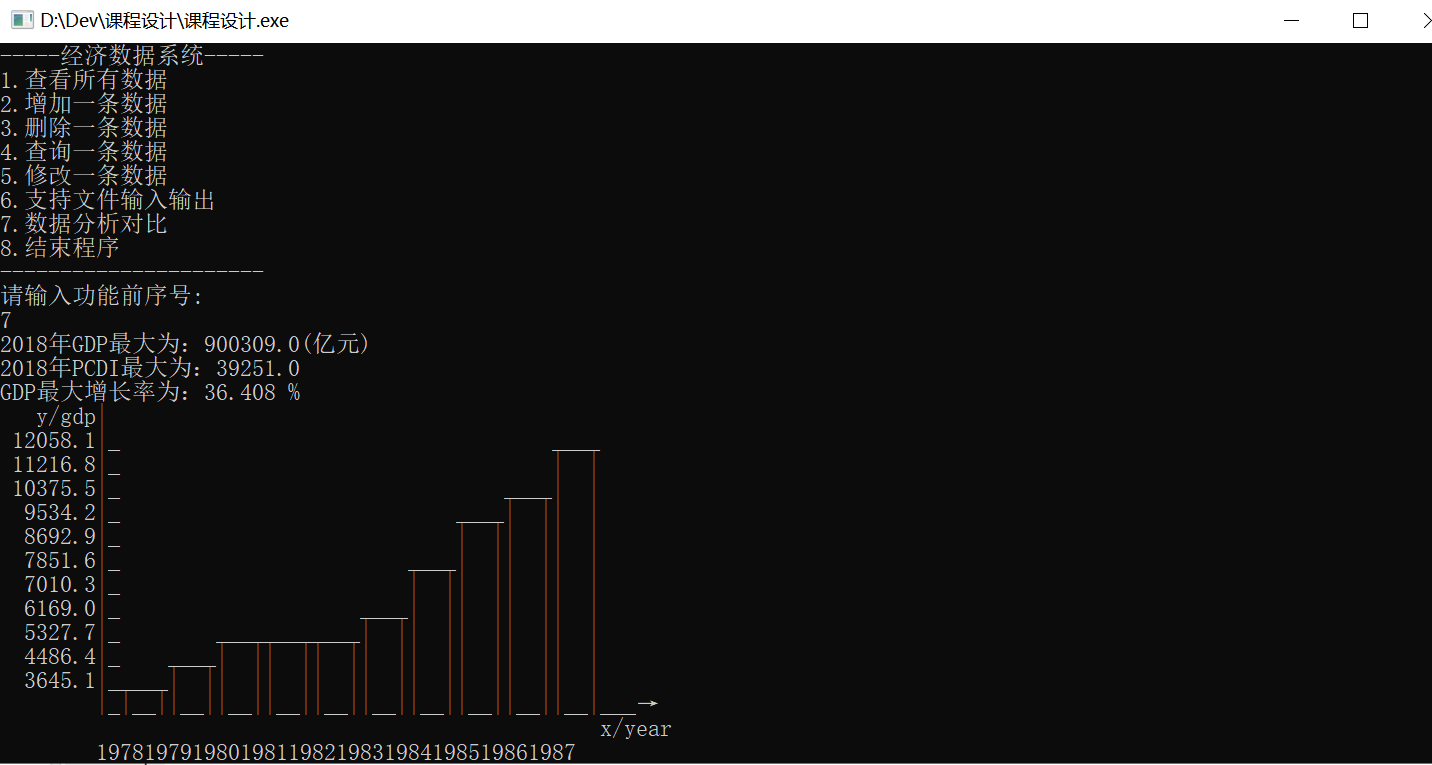 D:\Dev\课程设计\课程设计.exe
-----经济数据系统-----
1.查看所有数据
2.增加一条数据
3.删除一条数据
4.查询一条数据
5.修改一条数据
6.支持文件输入输出
7.数据分析对比
8.结束程序
----------------------
请输入功能前序号:
7
2018年GDP最大为：900309.0(亿元)
2018年PCDI最大为：39251.0
GDP最大增长率为：36.408 %
y/gdp
12058.1
11216.8
10375.5
9534.2
8692.9
7851.6
7010.3
6169.0
5327.7
4486.4
3645.1
x/year
1978197919801981198219831984198519861987